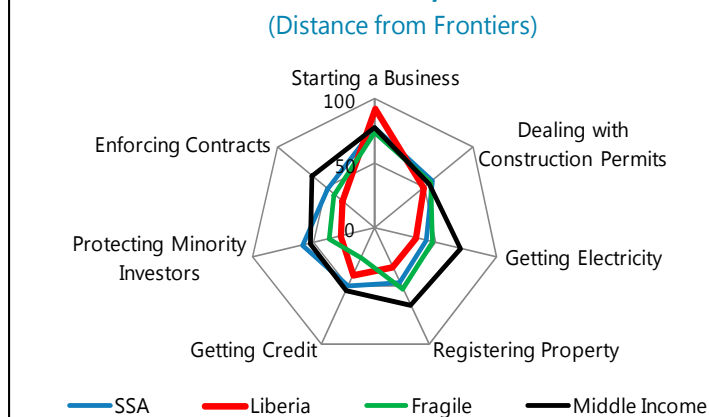 (Distance from Frontiers)
Starting a Business
100
Enforcing Contracts
Dealing with
Construction Permits
50
0
Protecting Minority
Investors
Getting Electricity
Getting Credit
Registering Property
SSA
Liberia
Fragile
Middle Income